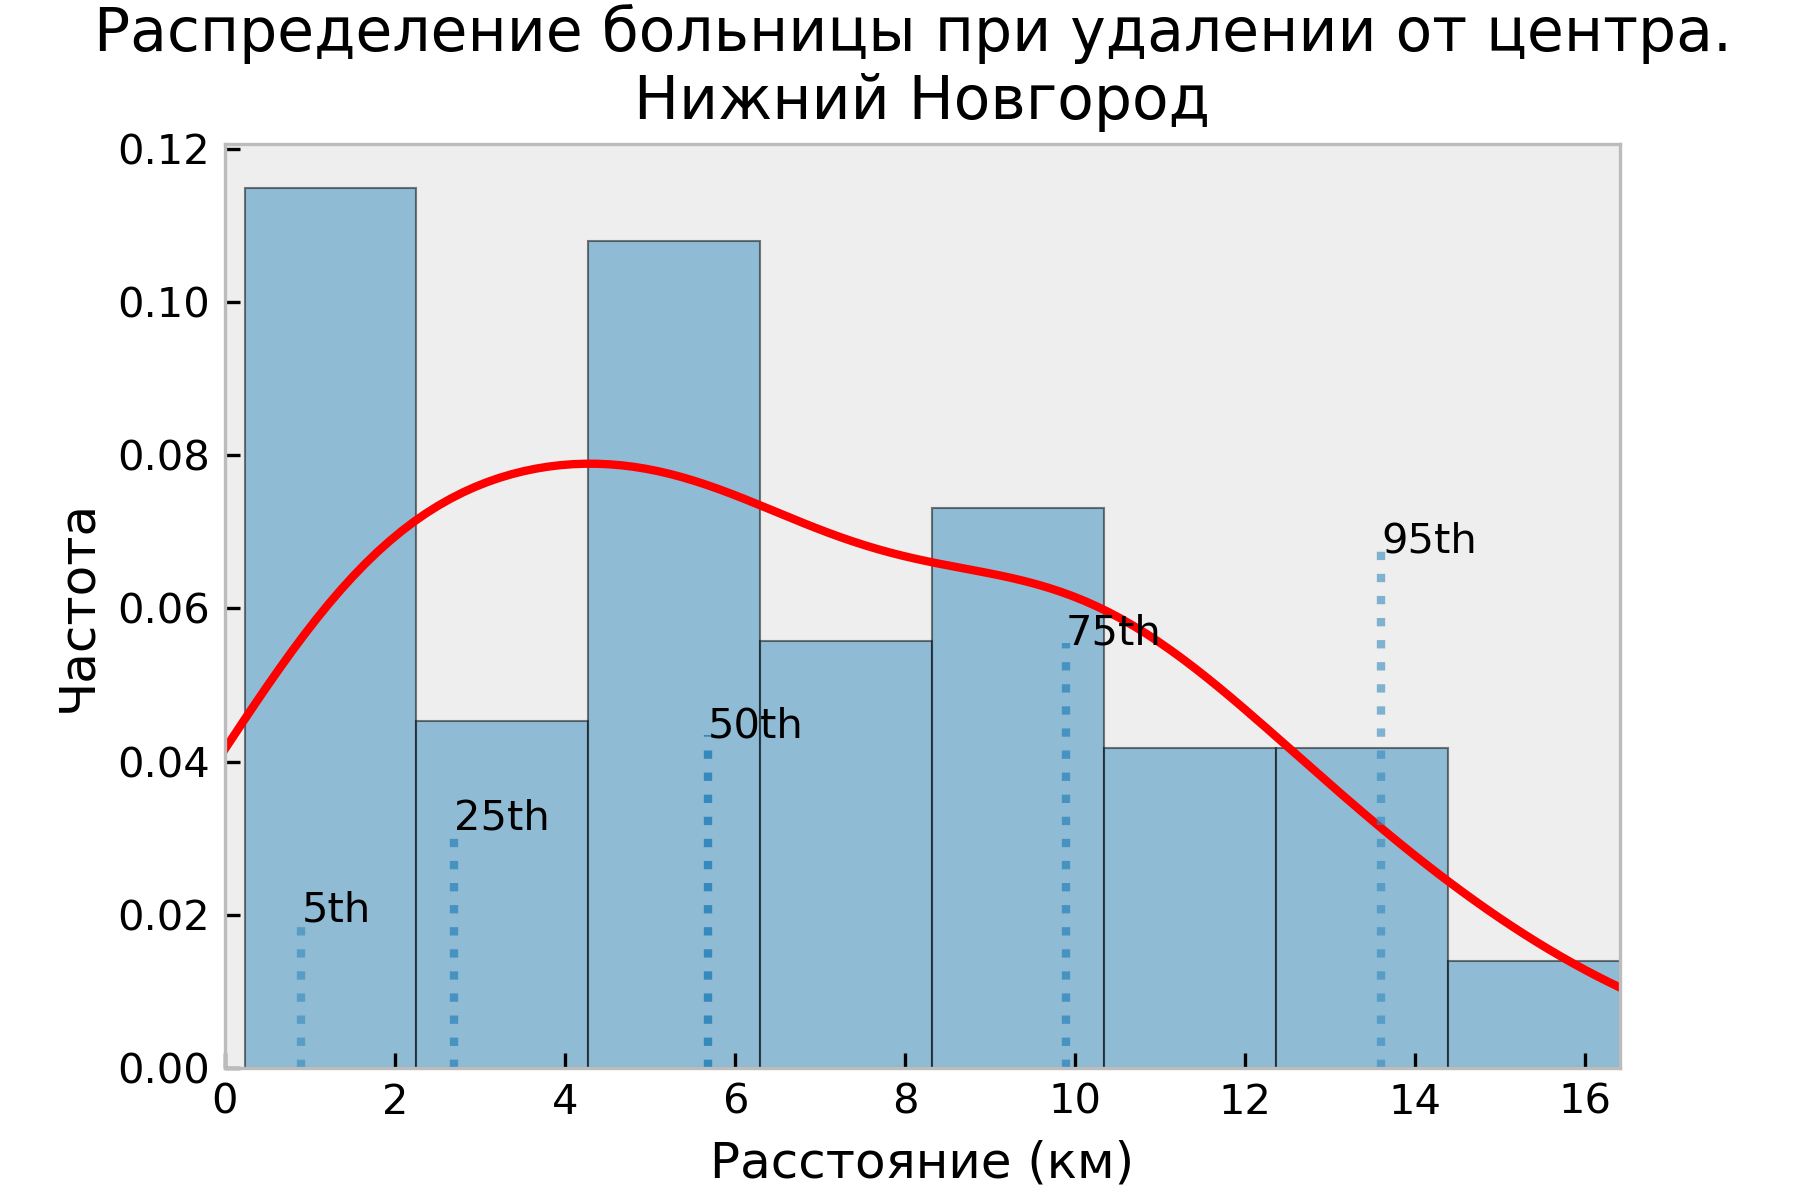 Распределение больницы при удалении от центра.
Нижний Новгород
0.12
0.10
0.08
0.06
0.04
0.02
0.00
Частота
5th
25th
50th
75th
95th
0 2 4 6 8 10 12 14 16
Расстояние (км)